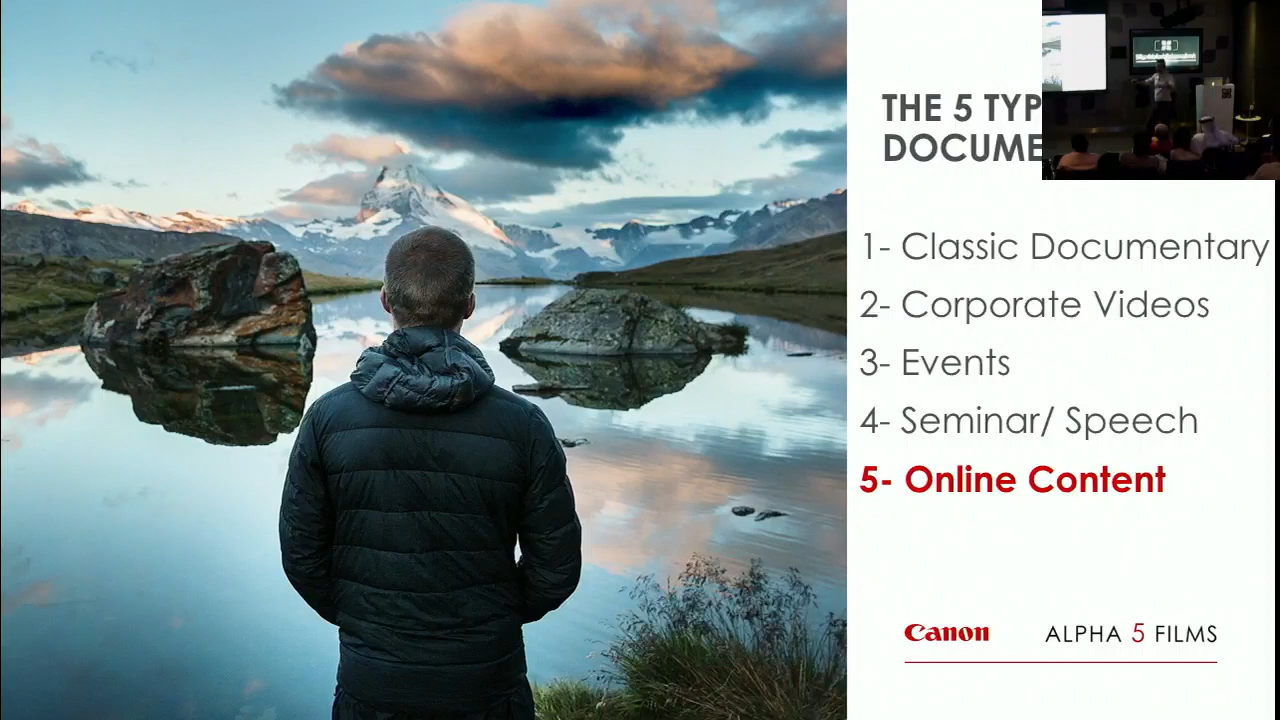 THE 5 TYP
DOCUME
1- Classic Documentary
2- Corporate Videos
3- Events
4- Seminar/ Speech
5- Online Content
Canon
ALPHA 5 FILMS